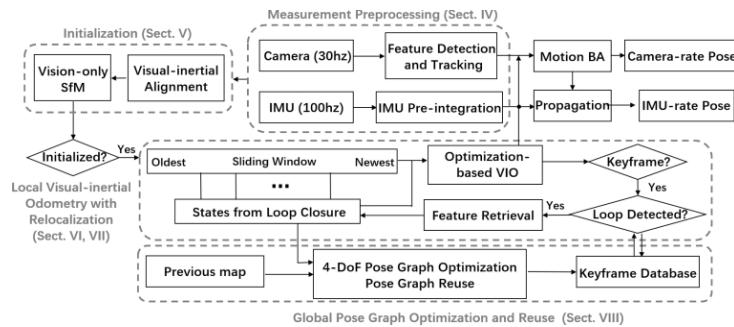 Measurement Preprocessing (Sect. IV)
Initialization (Sect. V)
Vision-only
SfM
Visual-inertial
Alignment
Camera (30hz)
Feature Detection
and Tracking
Motion BA
Camera-rate Pose
IMU (100hz)
IMU Pre-integration
Propagation
IMU-rate Pose
Initialized?
Yes
Oldest Sliding Window Newest
...
Optimization-
based VIO
Keyframe?
Yes
Local Visual-inertial
Odometry with
Relocalization
(Sect. VI, VII)
States from Loop Closure
Feature Retrieval
Yes
Loop Detected?
Previous map
4-DoF Pose Graph Optimization
Pose Graph Reuse
Keyframe Database
Global Pose Graph Optimization and Reuse (Sect. VIII)